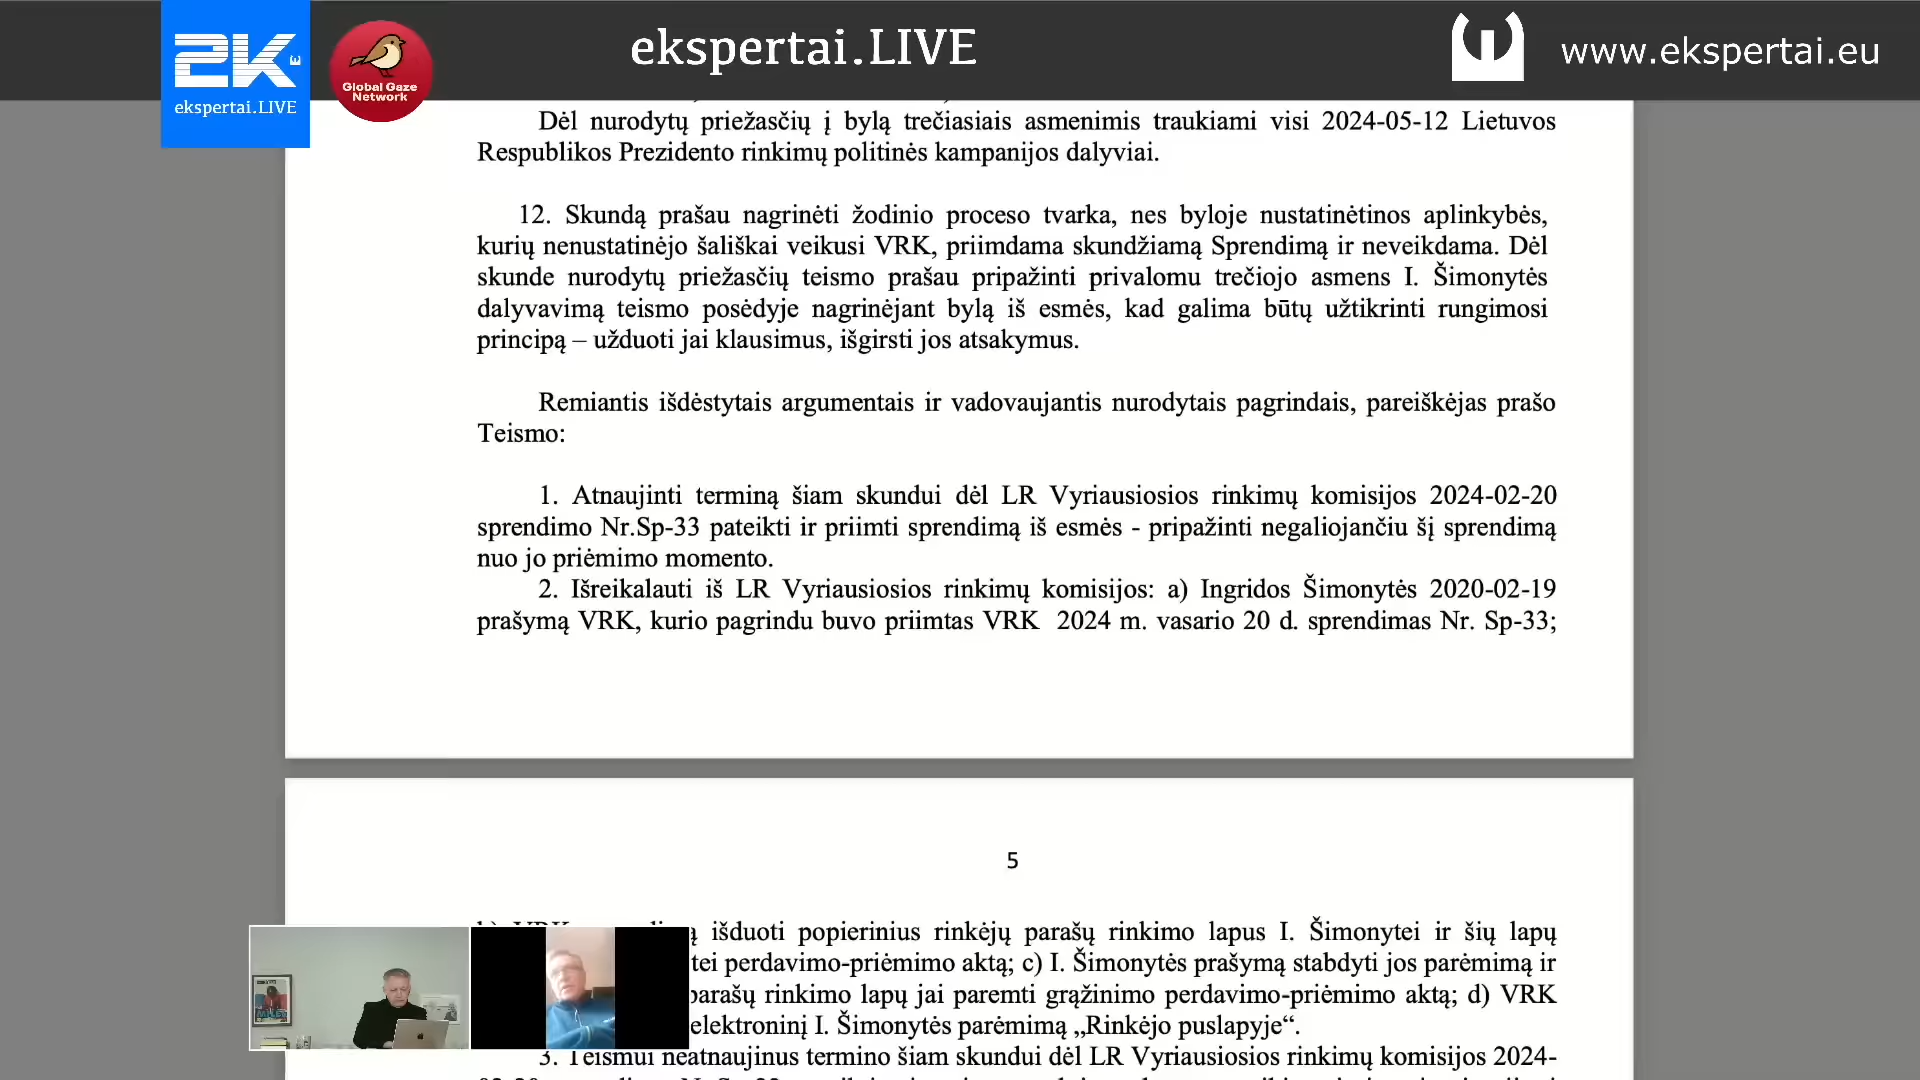 2K
ekspertai.LIVE
Global Gaze
Network
ekspertai.LIVE
www.ekspertai.eu
Dėl nurodytų priežasčių į bylą trečiasiais asmenimis traukiami visi 2024-05-12 Lietuvos
Respublikos Prezidento rinkimų politinės kampanijos dalyviai.
12. Skundą prašau nagrinėti žodinio proceso tvarka, nes byloje nustatinėtinos aplinkybės,
kurių nenustatinėjo šališkai veikusi VRK, priimdama skundžiamą Sprendimą ir neveikdama. Dėl
skunde nurodytų priežasčių teismo prašau pripažinti privalomu trečiojo asmens I. Šimonytės
dalyvavimą teismo posėdyje nagrinėjant bylą iš esmės, kad galima būtų užtikrinti rungimosi
principą – užduoti jai klausimus, išgirsti jos atsakymus.
Remiantis išdėstytais argumentais ir vadovaujantis nurodytais pagrindais, pareiškėjas prašo
Teismo:
1. Atnaujinti terminą šiam skundui dėl LR Vyriausiosios rinkimų komisijos 2024-02-20
sprendimo Nr.Sp-33 pateikti ir priimti sprendimą iš esmės - pripažinti negaliojančiu šį sprendimą
nuo jo priėmimo momento.
2. Išreikalauti iš LR Vyriausiosios rinkimų komisijos: a) Ingridos Šimonytės 2020-02-19
prašymą VRK, kurio pagrindu buvo priimtas VRK 2024 m. vasario 20 d. sprendimas Nr. Sp-33;
5
išduoti popierinius rinkėjų parašų rinkimo lapus I. Šimonytei ir šių lapų
tei perdavimo-priėmimo aktą; c) I. Šimonytės prašymą stabdyti jos parėmimą ir
parašų rinkimo lapų jai paremti grąžinimo perdavimo-priėmimo aktą; d) VRK
elektroninį I. Šimonytės parėmimą „Rinkėjo puslapyje“.
3. Teismui neatnaujinus termino šiam skundui dėl LR Vyriausiosios rinkimų komisijos 2024-